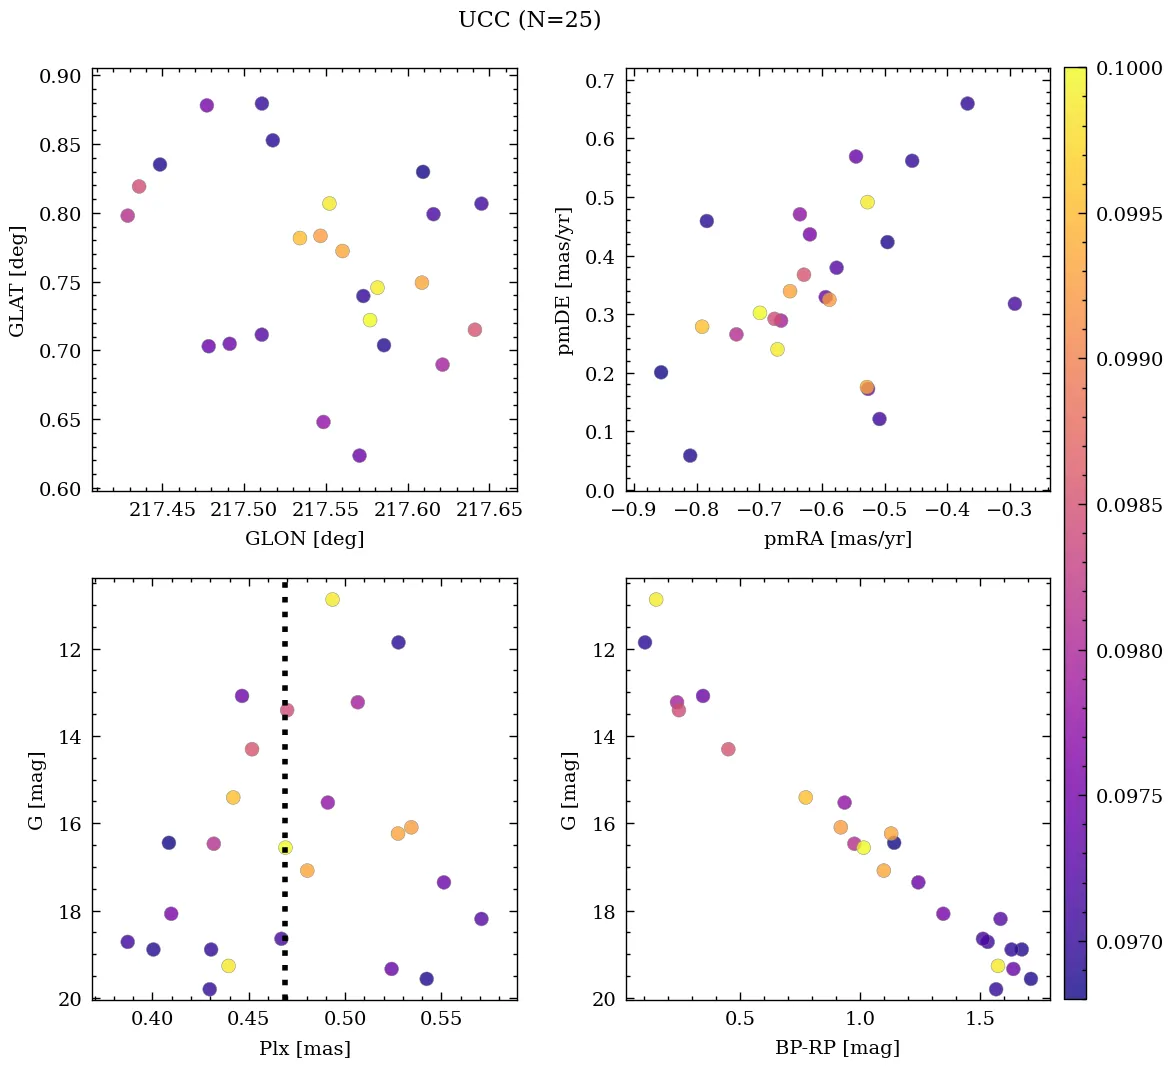 UCC (N=25)
0.90
0.85
0.80
0.75
0.70
0.65
0.60
GLAT [deg]
217.45 217.50 217.55 217.60 217.65
GLON [deg]
0.7
0.6
0.5
0.4
0.3
0.2
0.1
0.0
pmDE [mas/yr]
−0.9 −0.8 −0.7 −0.6 −0.5 −0.4 −0.3
pmRA [mas/yr]
12
14
16
18
20
G [mag]
0.40 0.45 0.50 0.55
Plx [mas]
12
14
16
18
20
G [mag]
0.5 1.0 1.5
BP-RP [mag]
0.1000
0.0995
0.0990
0.0985
0.0980
0.0975
0.0970